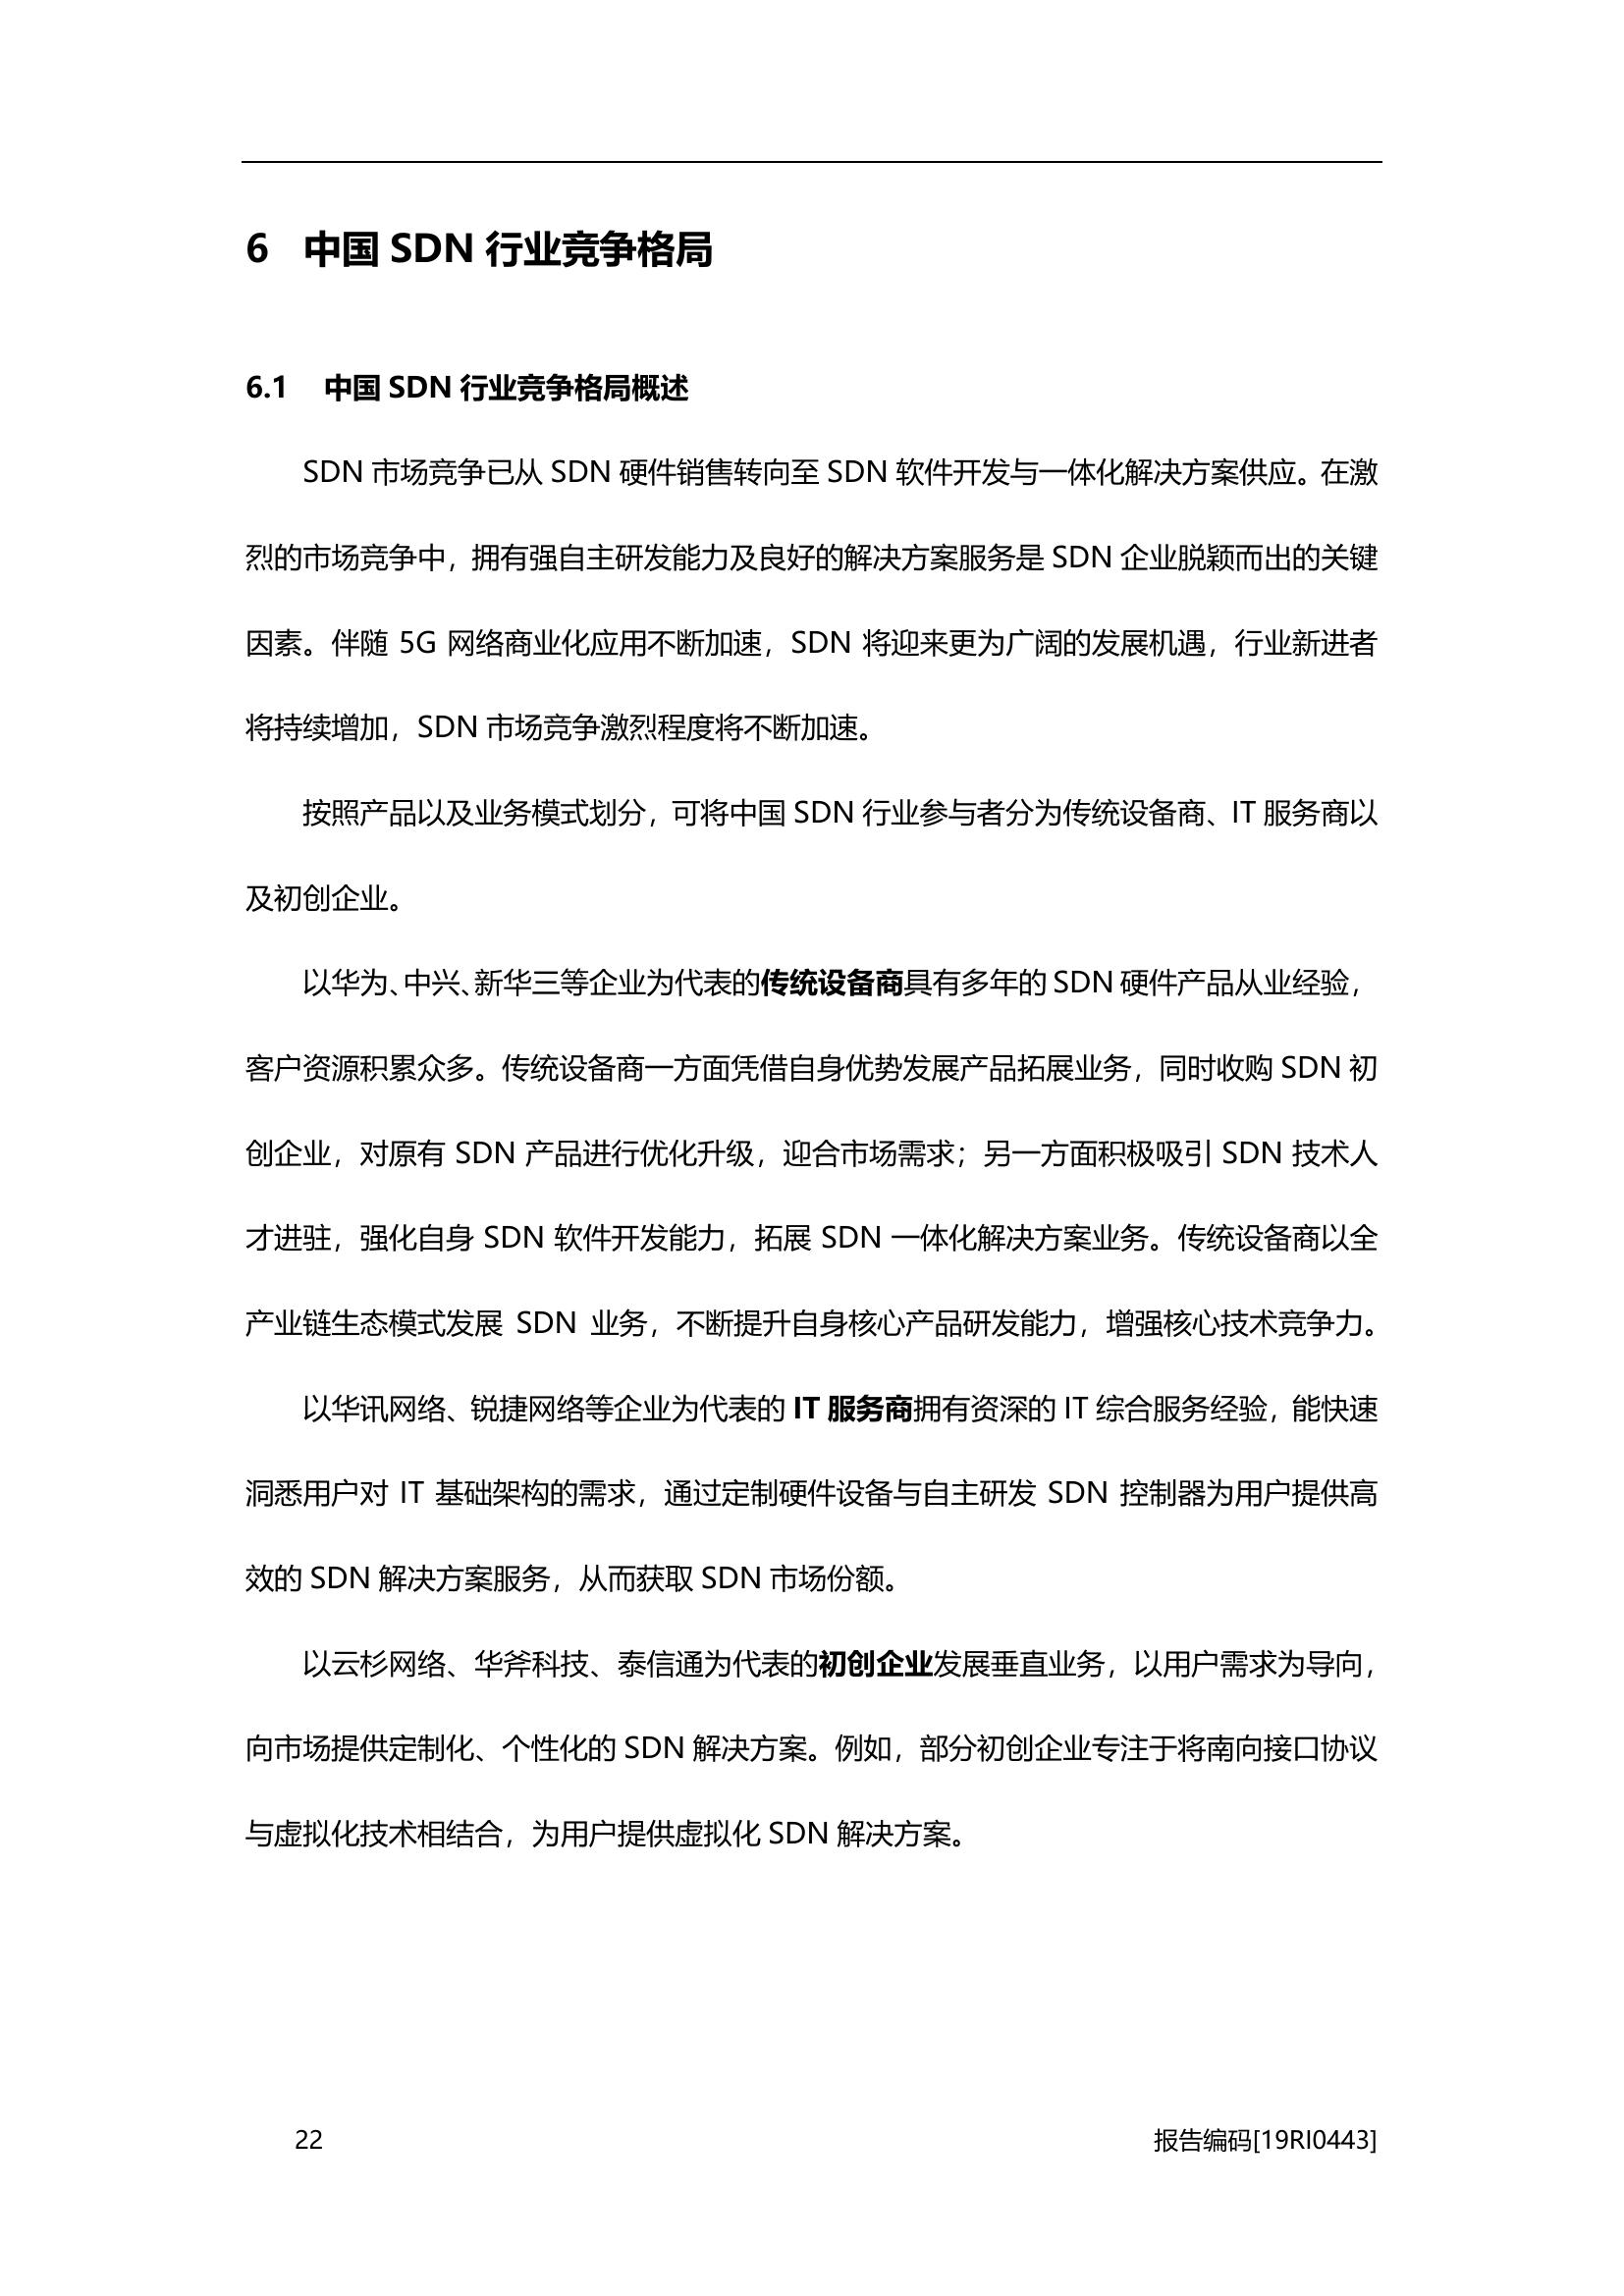 6 中国 SDN 行业竞争格局
6.1 中国 SDN 行业竞争格局概述
SDN 市场竞争已从 SDN 硬件销售转向至 SDN 软件开发与一体化解决方案供应。在激
烈的市场竞争中，拥有强自主研发能力及良好的解决方案服务是 SDN 企业脱颖而出的关键
因素。伴随 5G 网络商业化应用不断加速，SDN 将迎来更为广阔的发展机遇，行业新进者
将持续增加，SDN 市场竞争激烈程度将不断加速。
按照产品以及业务模式划分，可将中国 SDN 行业参与者分为传统设备商、IT 服务商以
及初创企业。
以华为、中兴、新华三等企业为代表的传统设备商具有多年的 SDN 硬件产品从业经验，
客户资源积累众多。传统设备商一方面凭借自身优势发展产品拓展业务，同时收购 SDN 初
创企业，对原有 SDN 产品进行优化升级，迎合市场需求；另一方面积极吸引 SDN 技术人
才进驻，强化自身 SDN 软件开发能力，拓展 SDN 一体化解决方案业务。传统设备商以全
产业链生态模式发展 SDN 业务，不断提升自身核心产品研发能力，增强核心技术竞争力。
以华讯网络、锐捷网络等企业为代表的 IT 服务商拥有资深的 IT 综合服务经验，能快速
洞悉用户对 IT 基础架构的需求，通过定制硬件设备与自主研发 SDN 控制器为用户提供高
效的 SDN 解决方案服务，从而获取 SDN 市场份额。
以云杉网络、华斧科技、泰信通为代表的初创企业发展垂直业务，以用户需求为导向，
向市场提供定制化、个性化的 SDN 解决方案。例如，部分初创企业专注于将南向接口协议
与虚拟化技术相结合，为用户提供虚拟化 SDN 解决方案。
22 报告编码[19RI0443]